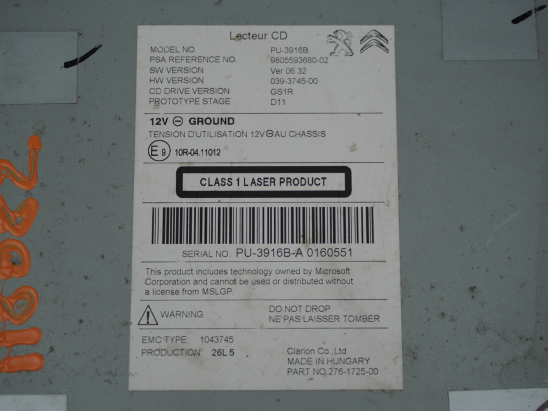 Lecteur CD
MODEL NO. PU-3916B
PSA REFERENCE NO. 9805593680-02
SW VERSION Ver 06.32
HW VERSION 039-3745-00
CD DRIVE VERSION GS1R
PROTOTYPE STAGE D11
12V ⊖ GROUND
TENSION D'UTILISATION 12V ⊖ AU CHASSIS
E9 10R-04.11012
CLASS 1 LASER PRODUCT
SERIAL NO. PU-3916B-A 0160551
This product includes technology owned by Microsoft
Corporation and cannot be used or distributed without
a license from MSLGP
WARNING DO NOT DROP
NE PAS LAISSER TOMBER
EMC TYPE: 1043745
PRODUCTION 26L 5
Clarion Co.,Ltd
MADE IN HUNGARY
PART NO.276-1725-00